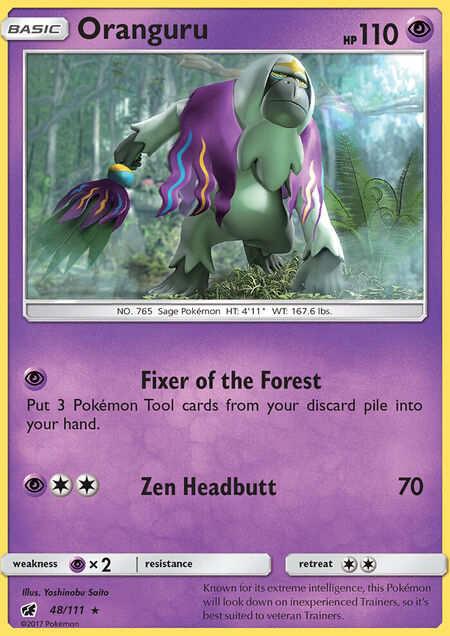 BASIC Oranguru HP 110
NO. 765 Sage Pokémon HT: 4'11" WT: 167.6 lbs.
Fixer of the Forest
Put 3 Pokémon Tool cards from your discard pile into
your hand.
Zen Headbutt 70
weakness × 2 resistance retreat
Illus. Yoshinobu Saito
48/111 ★
©2017 Pokémon
Known for its extreme intelligence, this Pokémon
will look down on inexperienced Trainers, so it's
best suited to veteran Trainers.